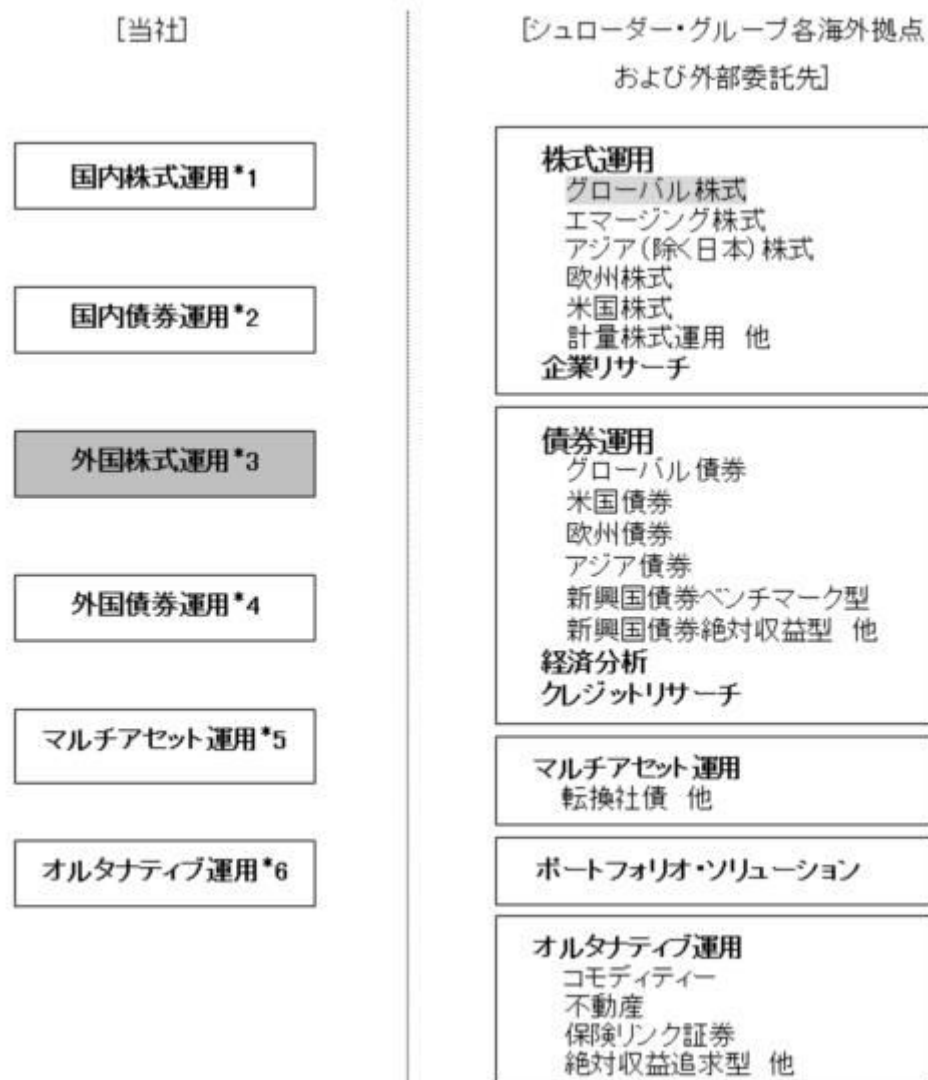 [当社]
国内株式運用*1
国内債券運用*2
外国株式運用*3
外国債券運用*4
マルチアセット運用*5
オルタナティブ運用*6
[シュローダー・グループ各海外拠点
および外部委託先]
株式運用
グローバル株式
エマージング株式
アジア(除く日本)株式
欧州株式
米国株式
計量株式運用 他
企業リサーチ
債券運用
グローバル債券
米国債券
欧州債券
アジア債券
新興国債券ベンチマーク型
新興国債券絶対収益型 他
経済分析
クレジットリサーチ
マルチアセット運用
転換社債 他
ポートフォリオ・ソリューション
オルタナティブ運用
コモディティー
不動産
保険リンク証券
絶対収益追求型 他